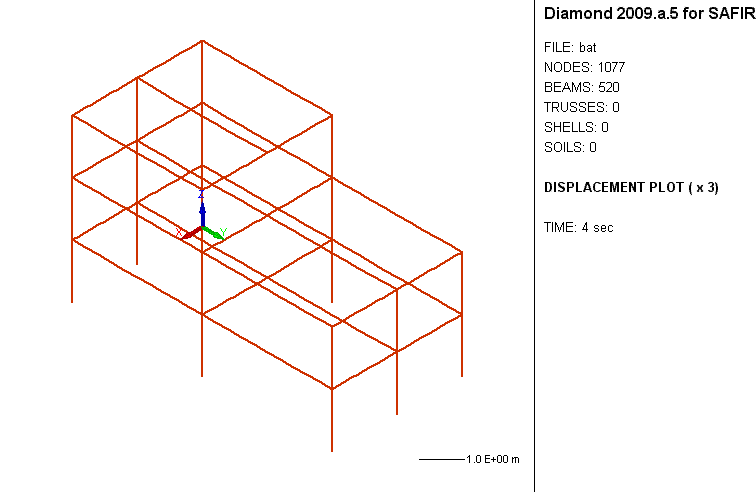 Diamond 2009.a.5 for SAFIR
FILE: bat
NODES: 1077
BEAMS: 520
TRUSSES: 0
SHELLS: 0
SOILS: 0
DISPLACEMENT PLOT ( x 3)
TIME: 4 sec
Z
X Y
1.0 E+00 m